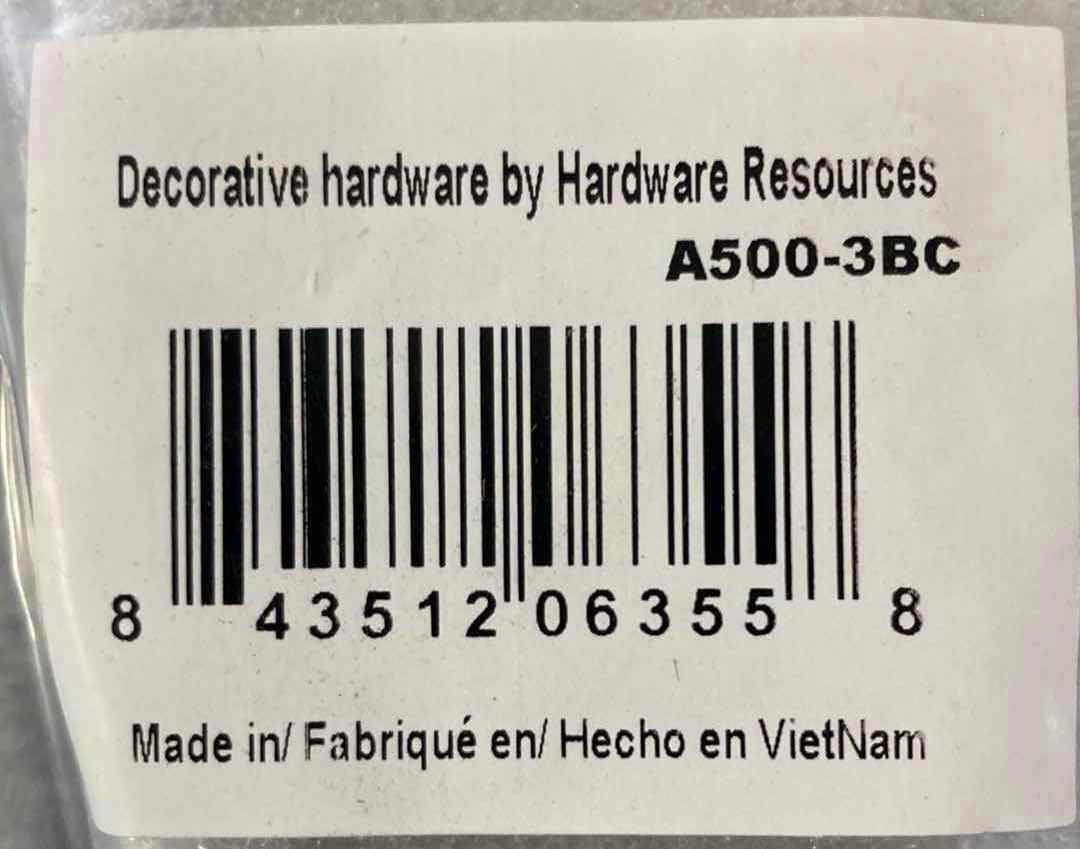 Decorative hardware by Hardware Resources
A500-3BC
8 43512 06355 8
Made in/ Fabriqué en/ Hecho en VietNam